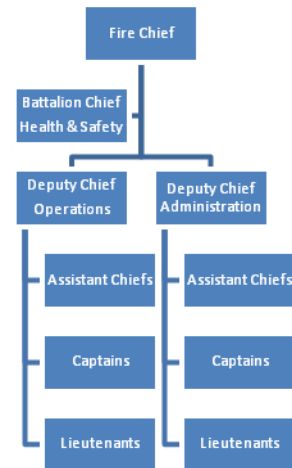 Fire Chief
Battalion Chief
Health & Safety
Deputy Chief
Operations
Deputy Chief
Administration
Assistant Chiefs
Assistant Chiefs
Captains
Captains
Lieutenants
Lieutenants